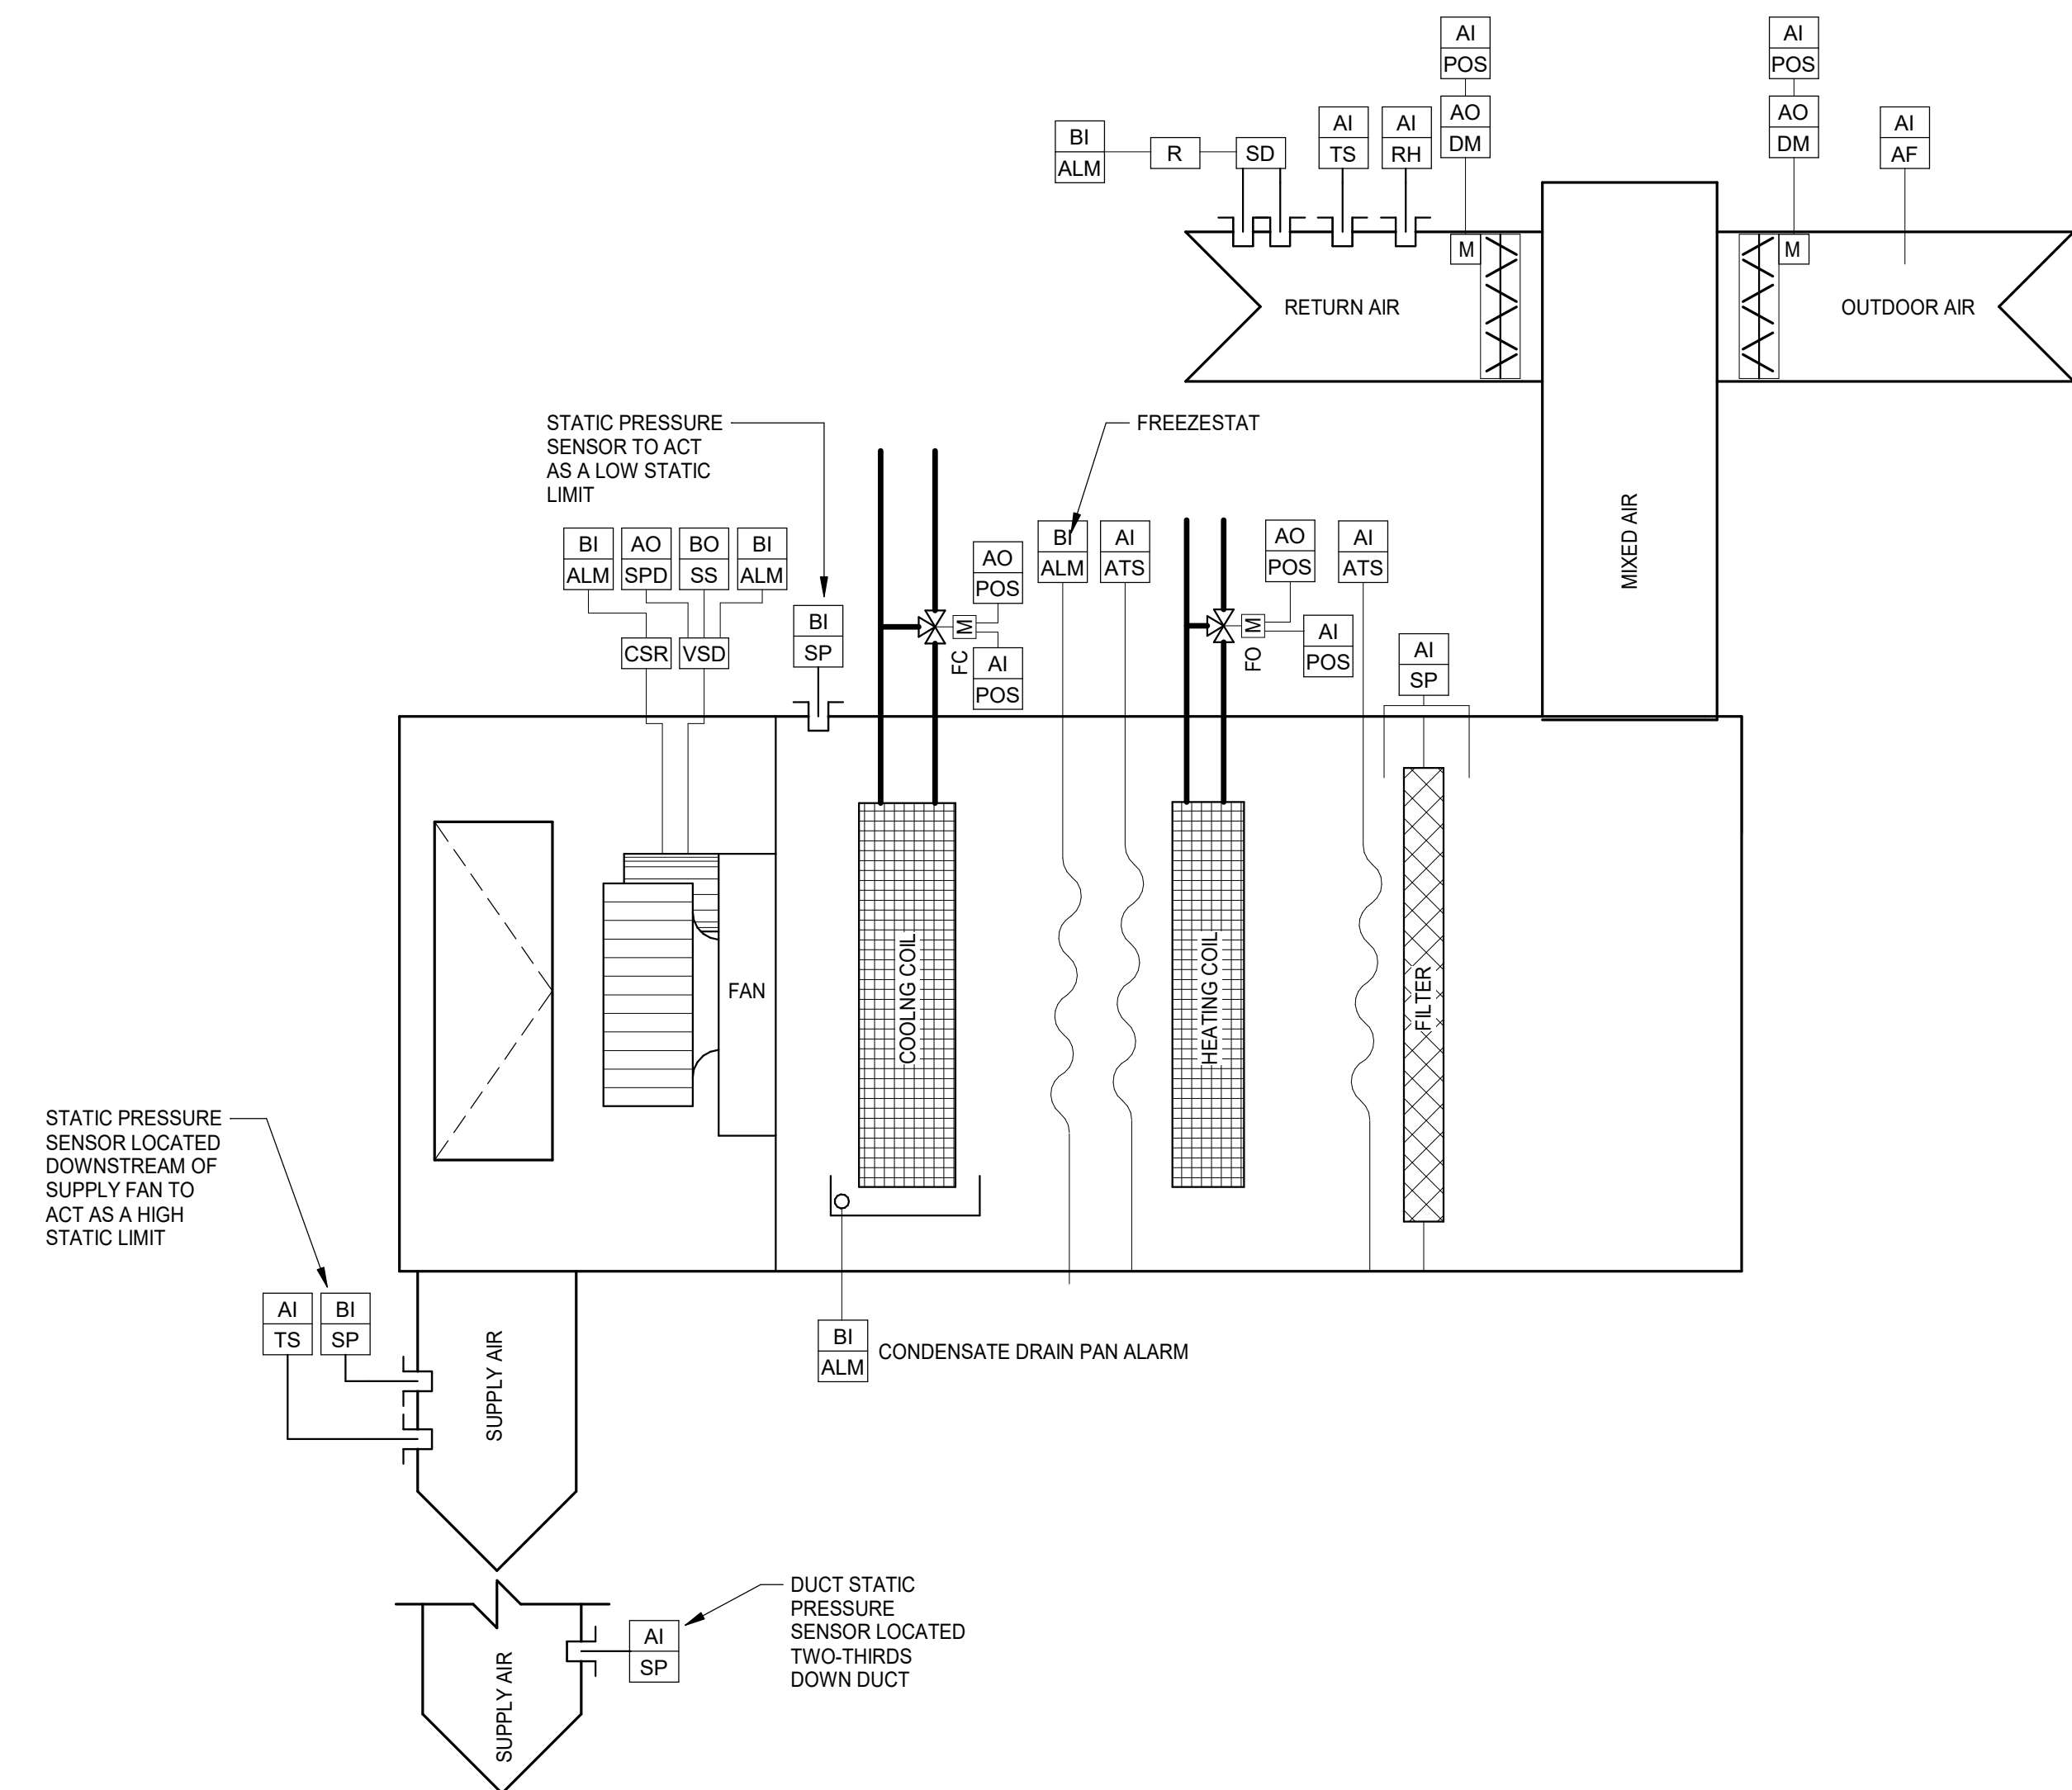 AI
POS
AI
POS
AO
DM
AO
DM
AI
AF
BI
ALM
R
SD
AI
TS
AI
RH
M
M
RETURN AIR
OUTDOOR AIR
STATIC PRESSURE
SENSOR TO ACT
AS A LOW STATIC
LIMIT
FREEZESTAT
MIXED AIR
BI
ALM
AO
SPD
BO
SS
BI
ALM
CSR
VSD
BI
SP
AO
POS
M
FC
AI
POS
BI
ALM
AI
ATS
AO
POS
M
FO
AI
POS
AI
ATS
AI
SP
FAN
COOLNG COIL
HEATING COIL
FILTER
STATIC PRESSURE
SENSOR LOCATED
DOWNSTREAM OF
SUPPLY FAN TO
ACT AS A HIGH
STATIC LIMIT
AI
TS
BI
SP
SUPPLY AIR
BI
ALM
CONDENSATE DRAIN PAN ALARM
DUCT STATIC
PRESSURE
SENSOR LOCATED
TWO-THIRDS
DOWN DUCT
AI
SP
SUPPLY AIR